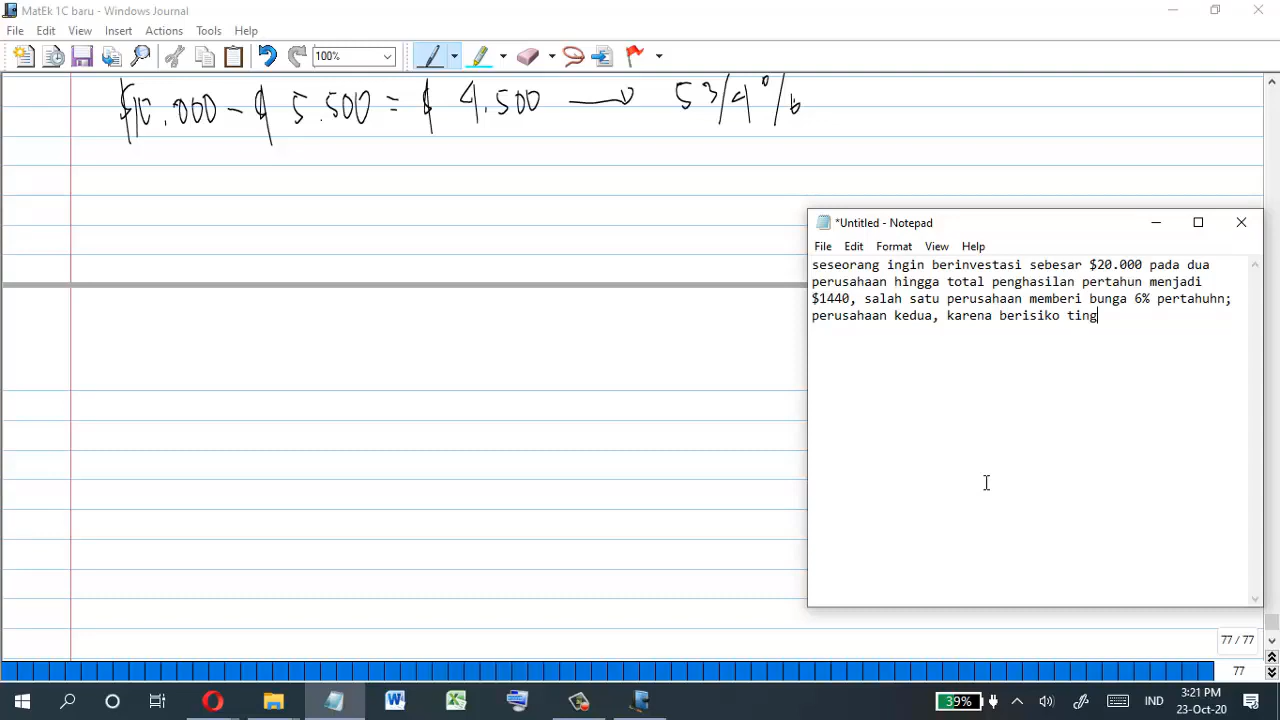 MatEk 1C baru - Windows Journal
File Edit View Insert Actions Tools Help
100%
$10.000 - $ 5.500 = $ 4.500 → 5 3/4 %
*Untitled - Notepad
File Edit Format View Help
seseorang ingin berinvestasi sebesar $20.000 pada dua
perusahaan hingga total penghasilan pertahun menjadi
$1440, salah satu perusahaan memberi bunga 6% pertahuhn;
perusahaan kedua, karena berisiko ting
77 / 77
77
39%
IND
3:21 PM
23-Oct-20